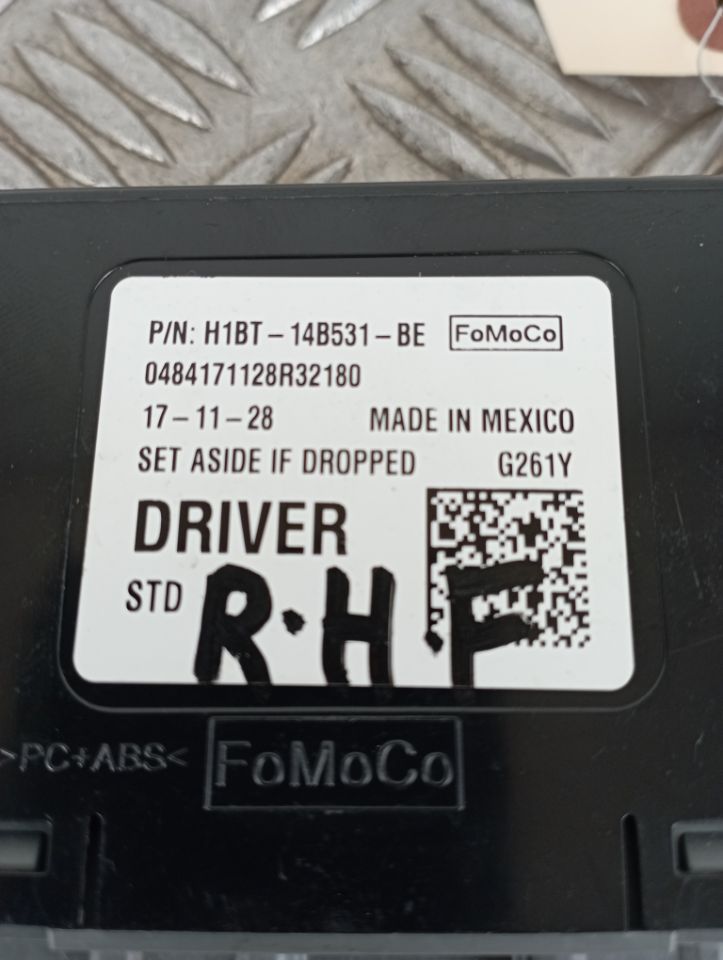 P/N: H1BT-14B531-BE FoMoCo
0484171128R32180
17-11-28 MADE IN MEXICO
SET ASIDE IF DROPPED G261Y
DRIVER
STD R.H.F
>PC+ABS< FoMoCo